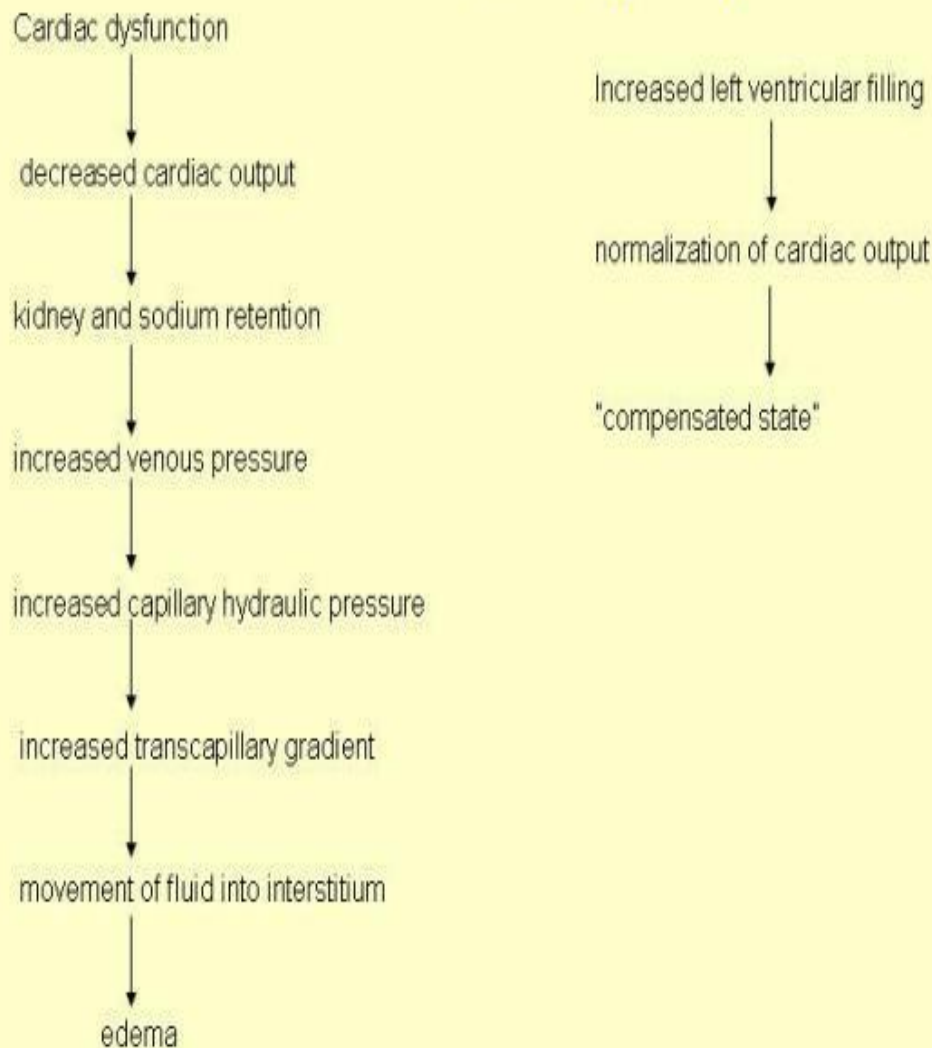 Cardiac dysfunction
decreased cardiac output
kidney and sodium retention
increased venous pressure
increased capillary hydraulic pressure
increased transcapillary gradient
movement of fluid into interstitium
edema
Increased left ventricular filling
normalization of cardiac output
"compensated state"